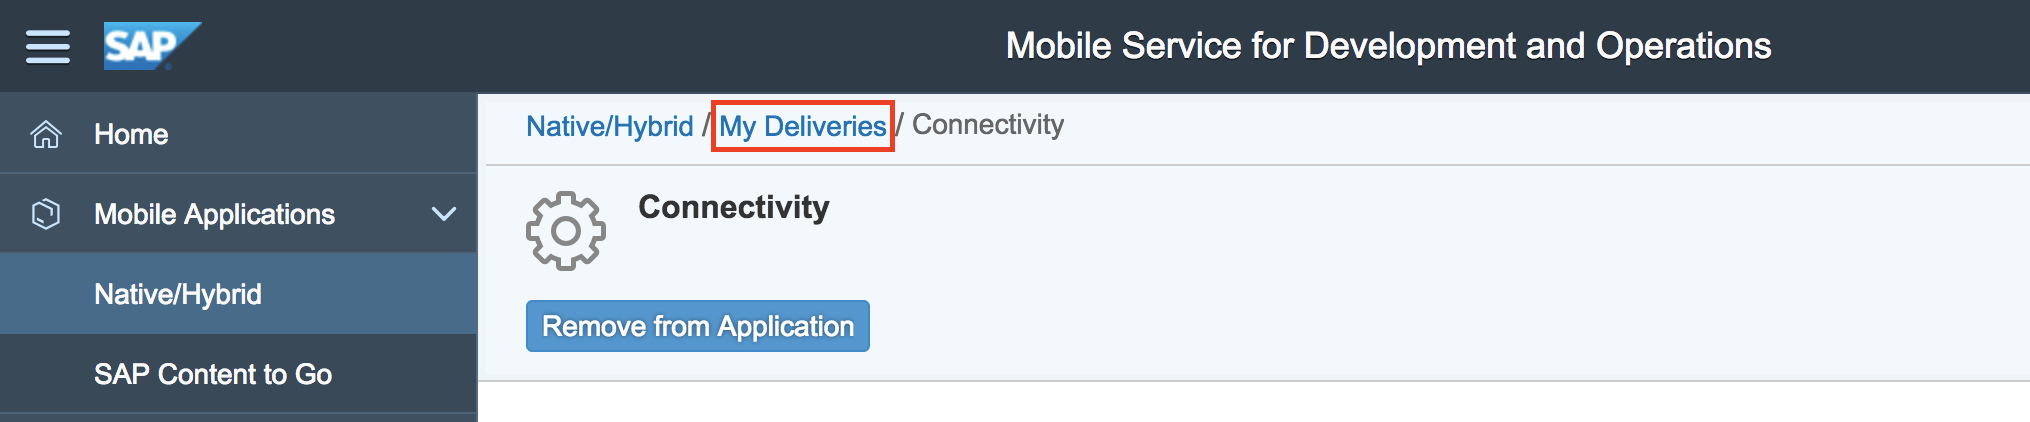 SAP
Mobile Service for Development and Operations
Home
Mobile Applications
Native/Hybrid
SAP Content to Go
Native/Hybrid / My Deliveries / Connectivity
Connectivity
Remove from Application